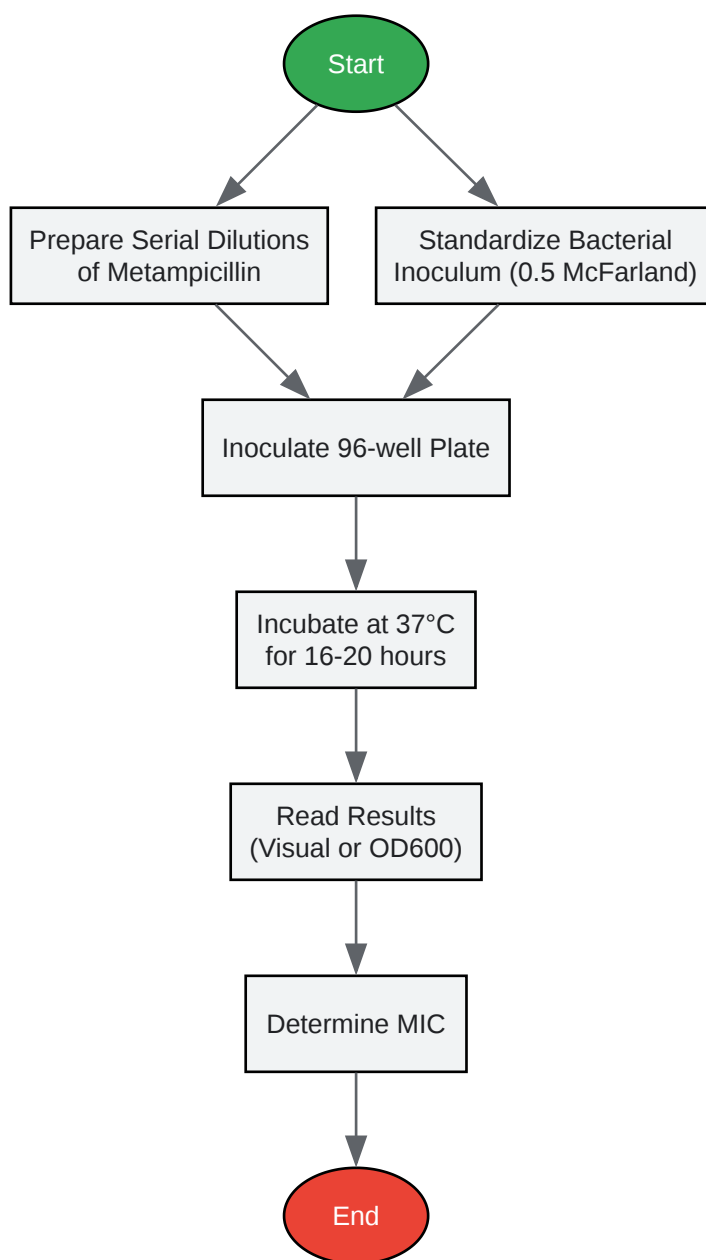 Start
Prepare Serial Dilutions
of Metampicillin
Standardize Bacterial
Inoculum (0.5 McFarland)
Inoculate 96-well Plate
Incubate at 37°C
for 16-20 hours
Read Results
(Visual or OD600)
Determine MIC
End